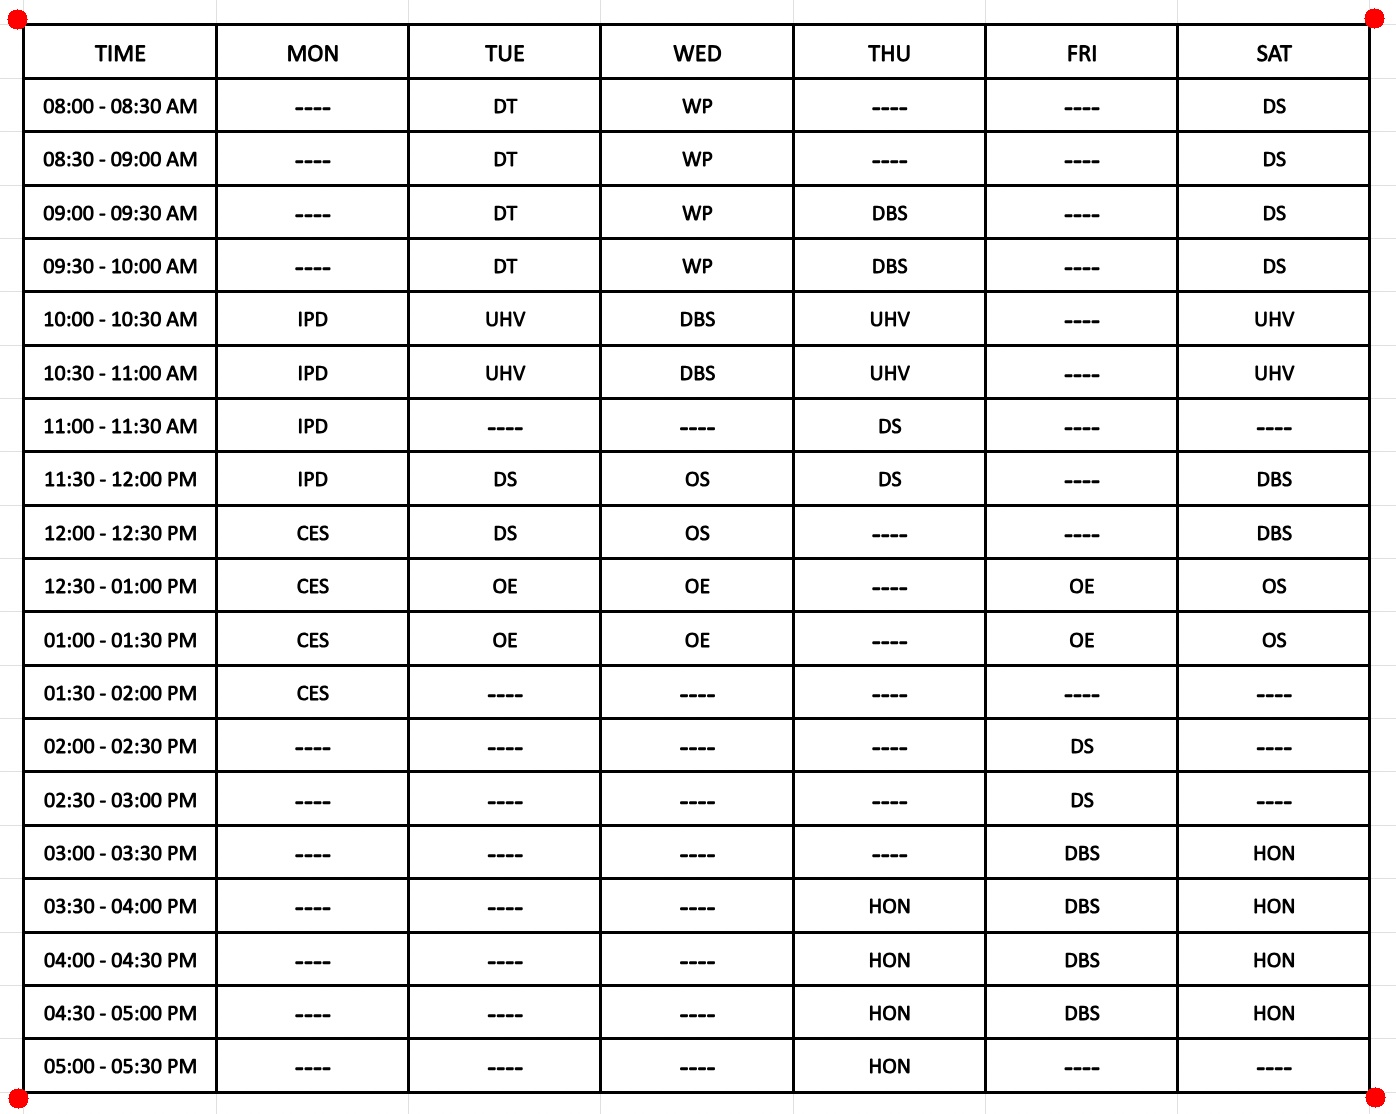 TIME MON TUE WED THU FRI SAT
08:00 - 08:30 AM ---- DT WP ---- ---- DS
08:30 - 09:00 AM ---- DT WP ---- ---- DS
09:00 - 09:30 AM ---- DT WP DBS ---- DS
09:30 - 10:00 AM ---- DT WP DBS ---- DS
10:00 - 10:30 AM IPD UHV DBS UHV ---- UHV
10:30 - 11:00 AM IPD UHV DBS UHV ---- UHV
11:00 - 11:30 AM IPD ---- ---- DS ---- ----
11:30 - 12:00 PM IPD DS OS DS ---- DBS
12:00 - 12:30 PM CES DS OS ---- ---- DBS
12:30 - 01:00 PM CES OE OE ---- OE OS
01:00 - 01:30 PM CES OE OE ---- OE OS
01:30 - 02:00 PM CES ---- ---- ---- ---- ----
02:00 - 02:30 PM ---- ---- ---- ---- DS ----
02:30 - 03:00 PM ---- ---- ---- ---- DS ----
03:00 - 03:30 PM ---- ---- ---- ---- DBS HON
03:30 - 04:00 PM ---- ---- ---- HON DBS HON
04:00 - 04:30 PM ---- ---- ---- HON DBS HON
04:30 - 05:00 PM ---- ---- ---- HON DBS HON
05:00 - 05:30 PM ---- ---- ---- HON ---- ----